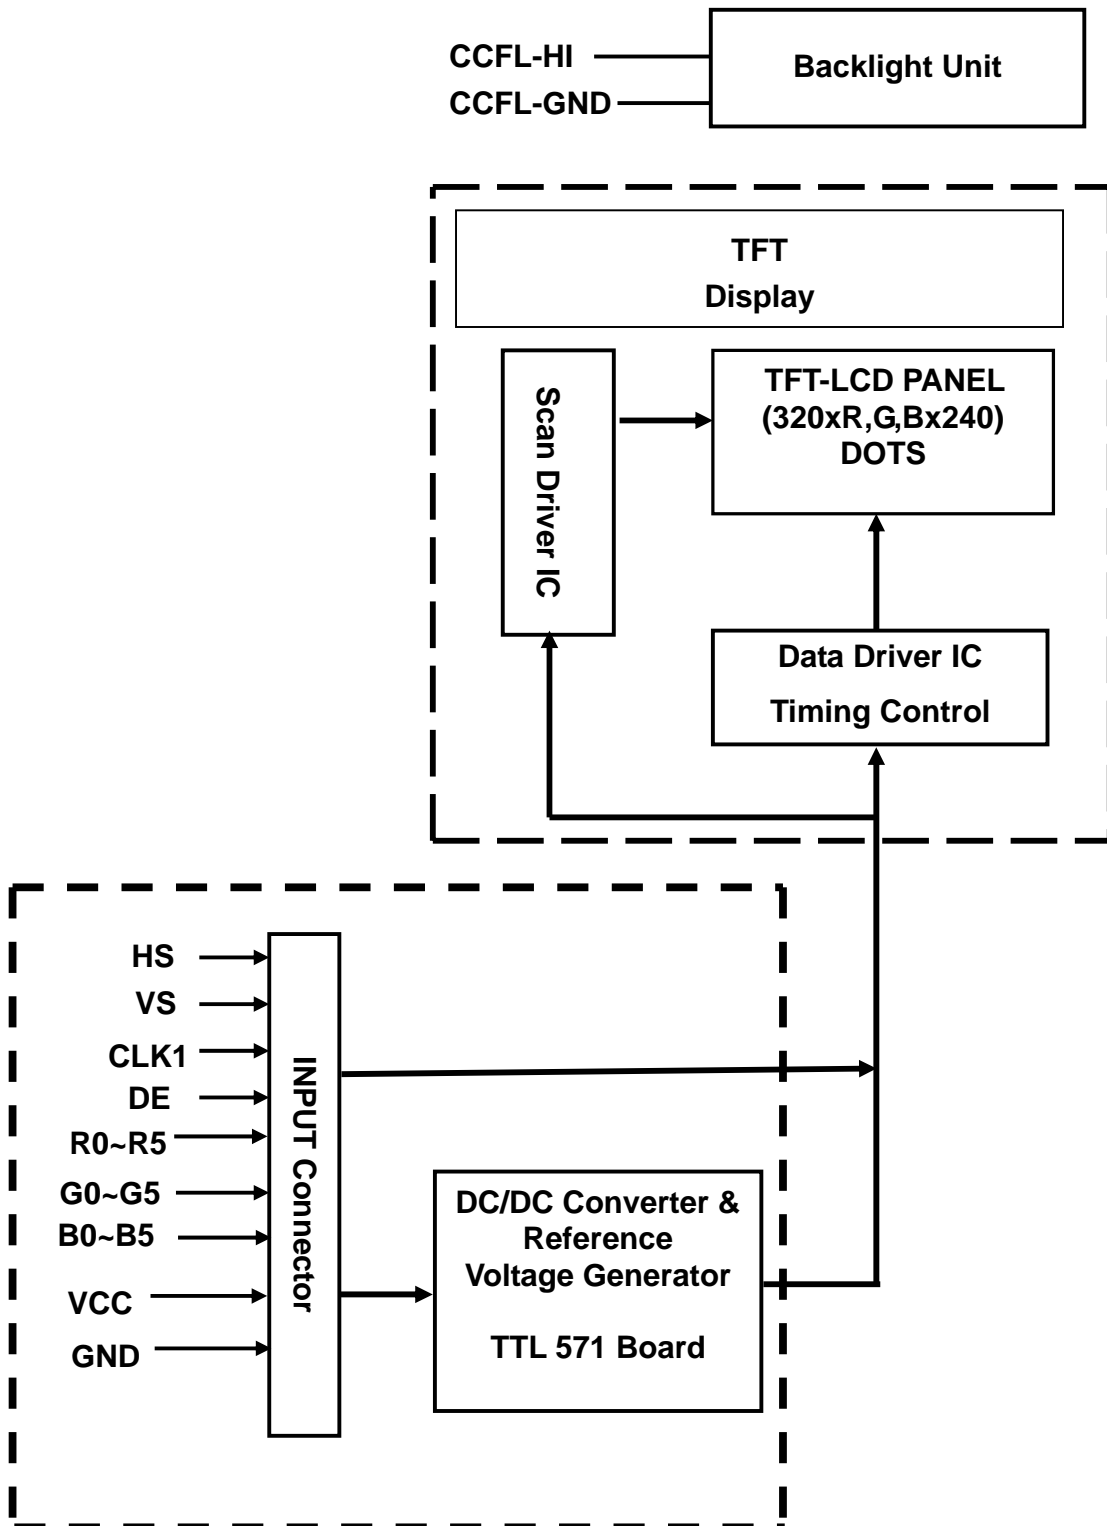 CCFL-HI
CCFL-GND
Backlight Unit
TFT
Display
Scan Driver IC
TFT-LCD PANEL
(320xR,G,Bx240)
DOTS
Data Driver IC
Timing Control
HS
VS
CLK1
DE
R0~R5
G0~G5
B0~B5
VCC
GND
INPUT Connector
DC/DC Converter &
Reference
Voltage Generator
TTL 571 Board